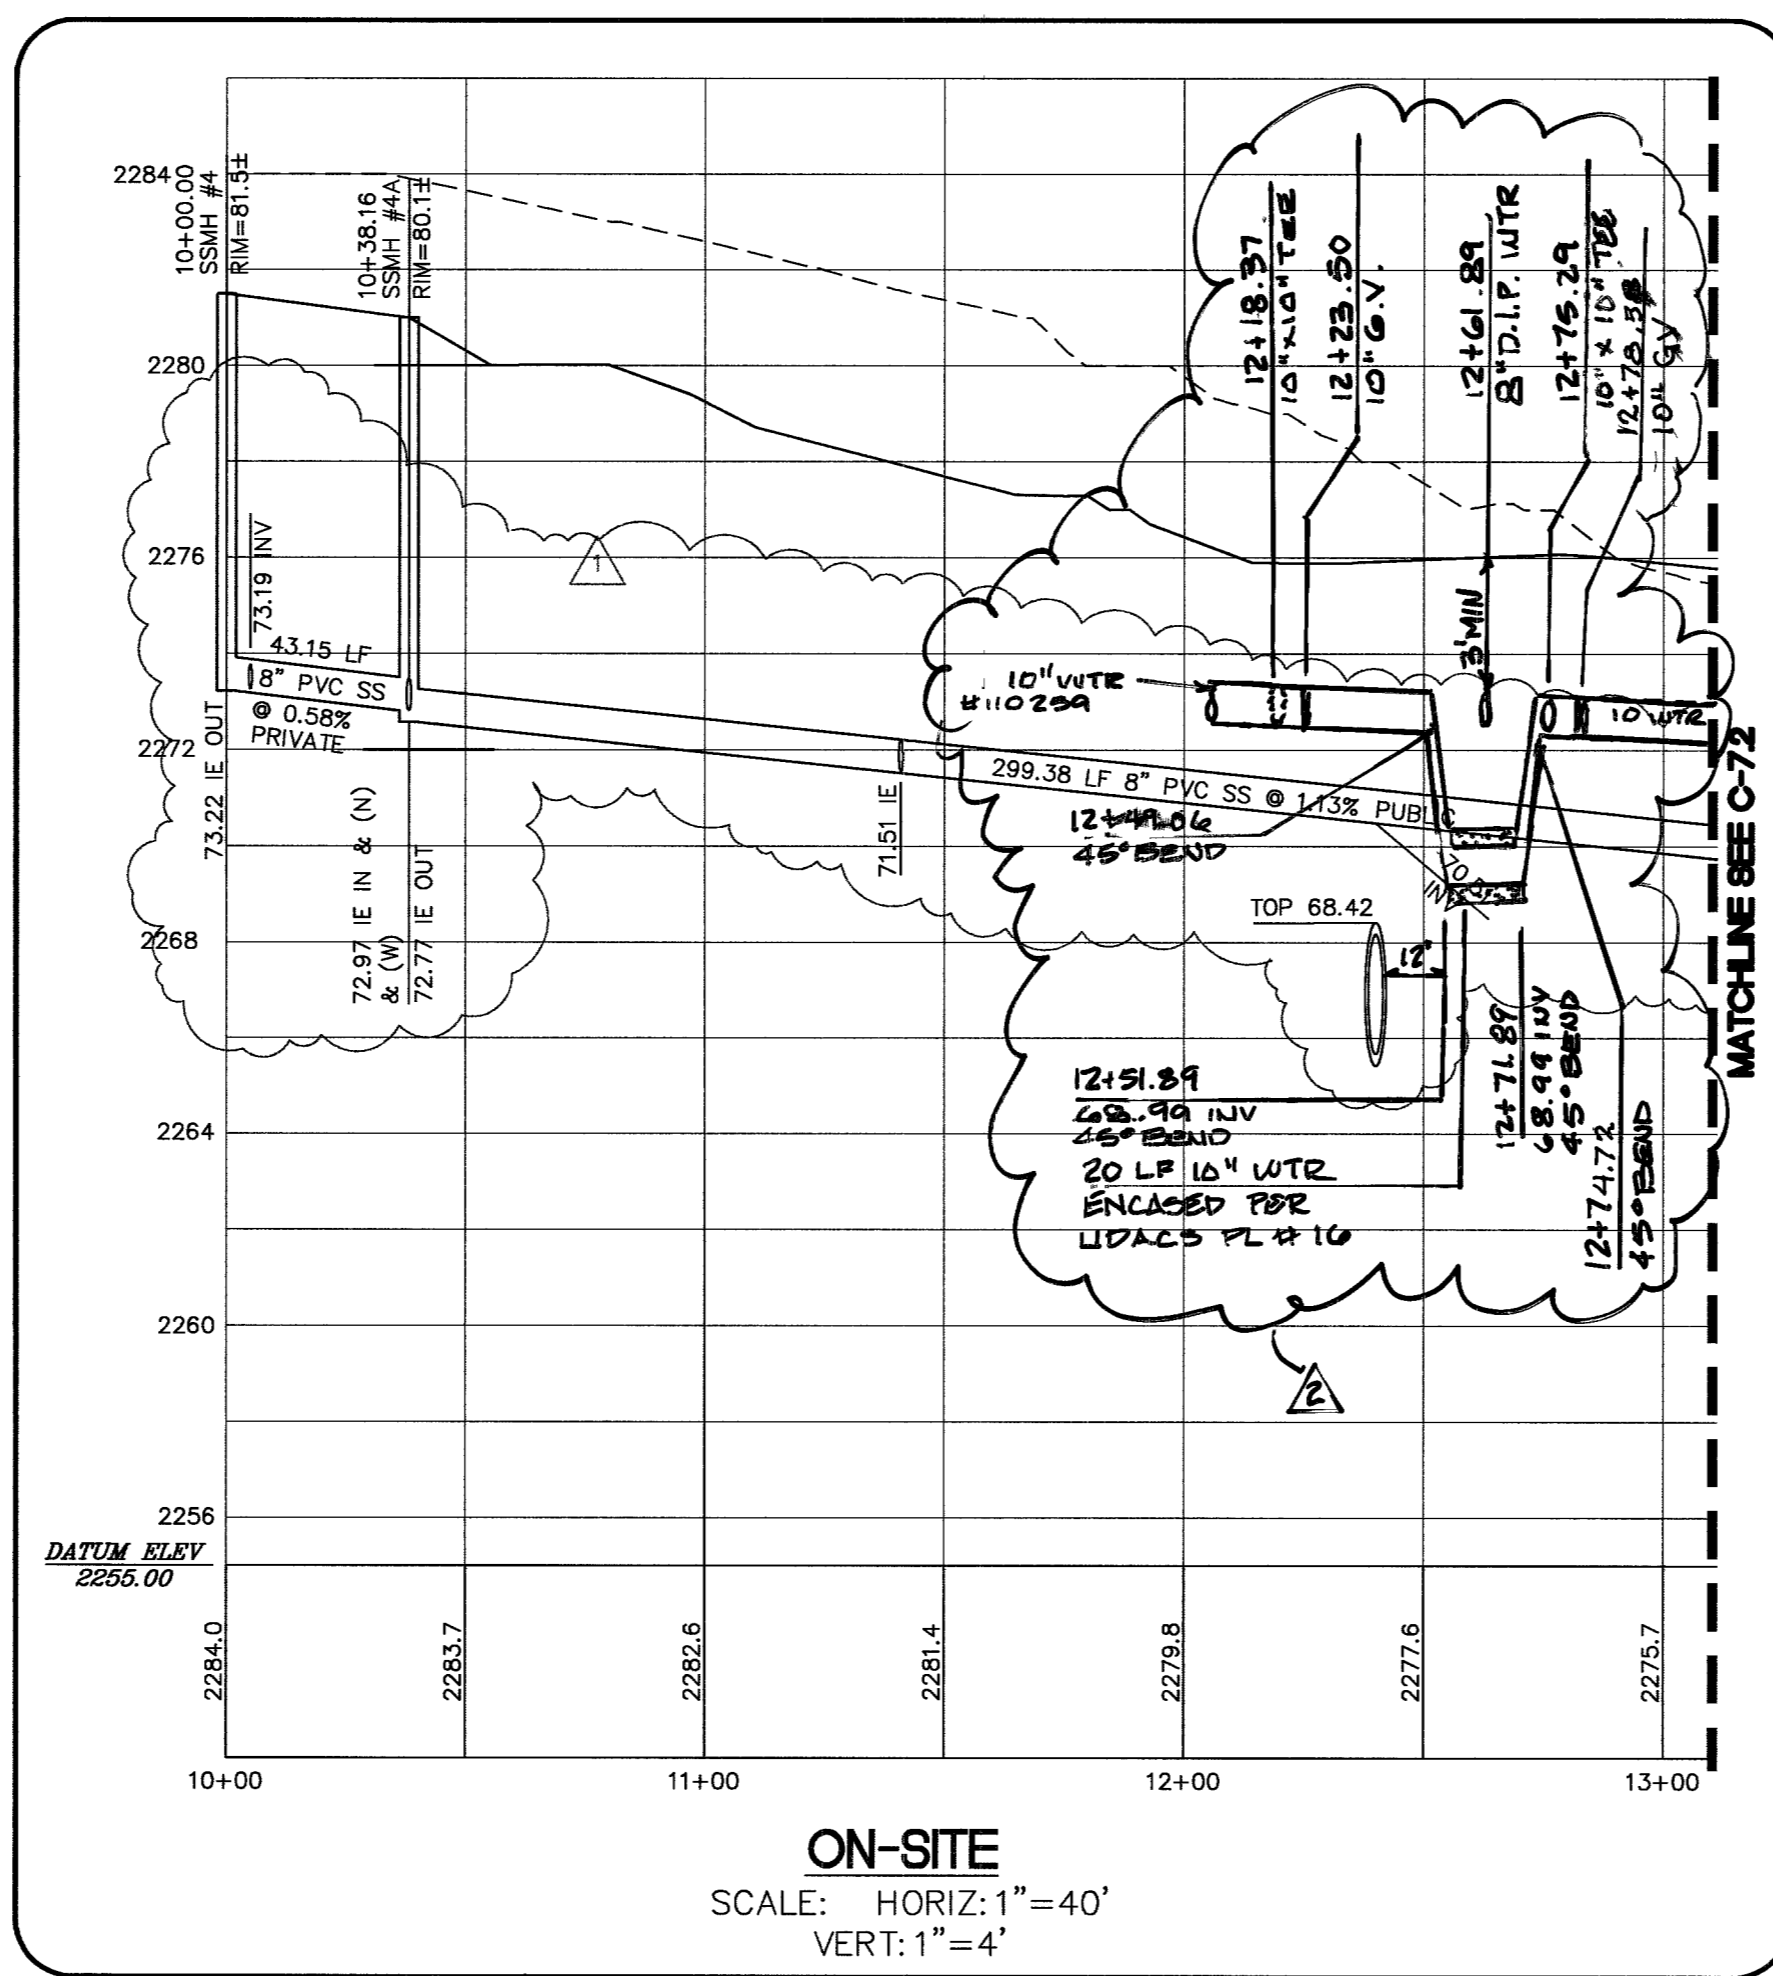 2284
2280
2276
2272
2268
2264
2260
2256
DATUM ELEV
2255.00
10+00.00
SSMH #4
RIM=81.5±
10+38.16
SSMH #4A
RIM=80.1±
73.19 INV
43.15 LF
8" PVC SS
@ 0.58%
PRIVATE
73.22 IE OUT
72.97 IE IN & (N)
& (W)
72.77 IE OUT
1
71.51 IE
299.38 LF 8" PVC SS @ 1.13% PUBLIC
12+18.37
10"x10" TEE
12+23.50
10" G.V.
12+61.89
8" D.I.P. WTR
12+75.29
10" x 10" TEE
10" GV
3' MIN
10" WTR
#110259
10 WTR
12+49.06
45° BEND
TOP 68.42
12"
12+51.89
68.99 INV
45° BEND
20 LF 10" WTR
ENCASED PER
UDACS PL # 16
12+71.89
68.99 INV
45° BEND
12+74.72
45° BEND
2
MATCHLINE SEE C-7.2
2284.0
2283.7
2282.6
2281.4
2279.8
2277.6
2275.7
10+00
11+00
12+00
13+00
ON-SITE
SCALE: HORIZ: 1"=40'
VERT: 1"=4'